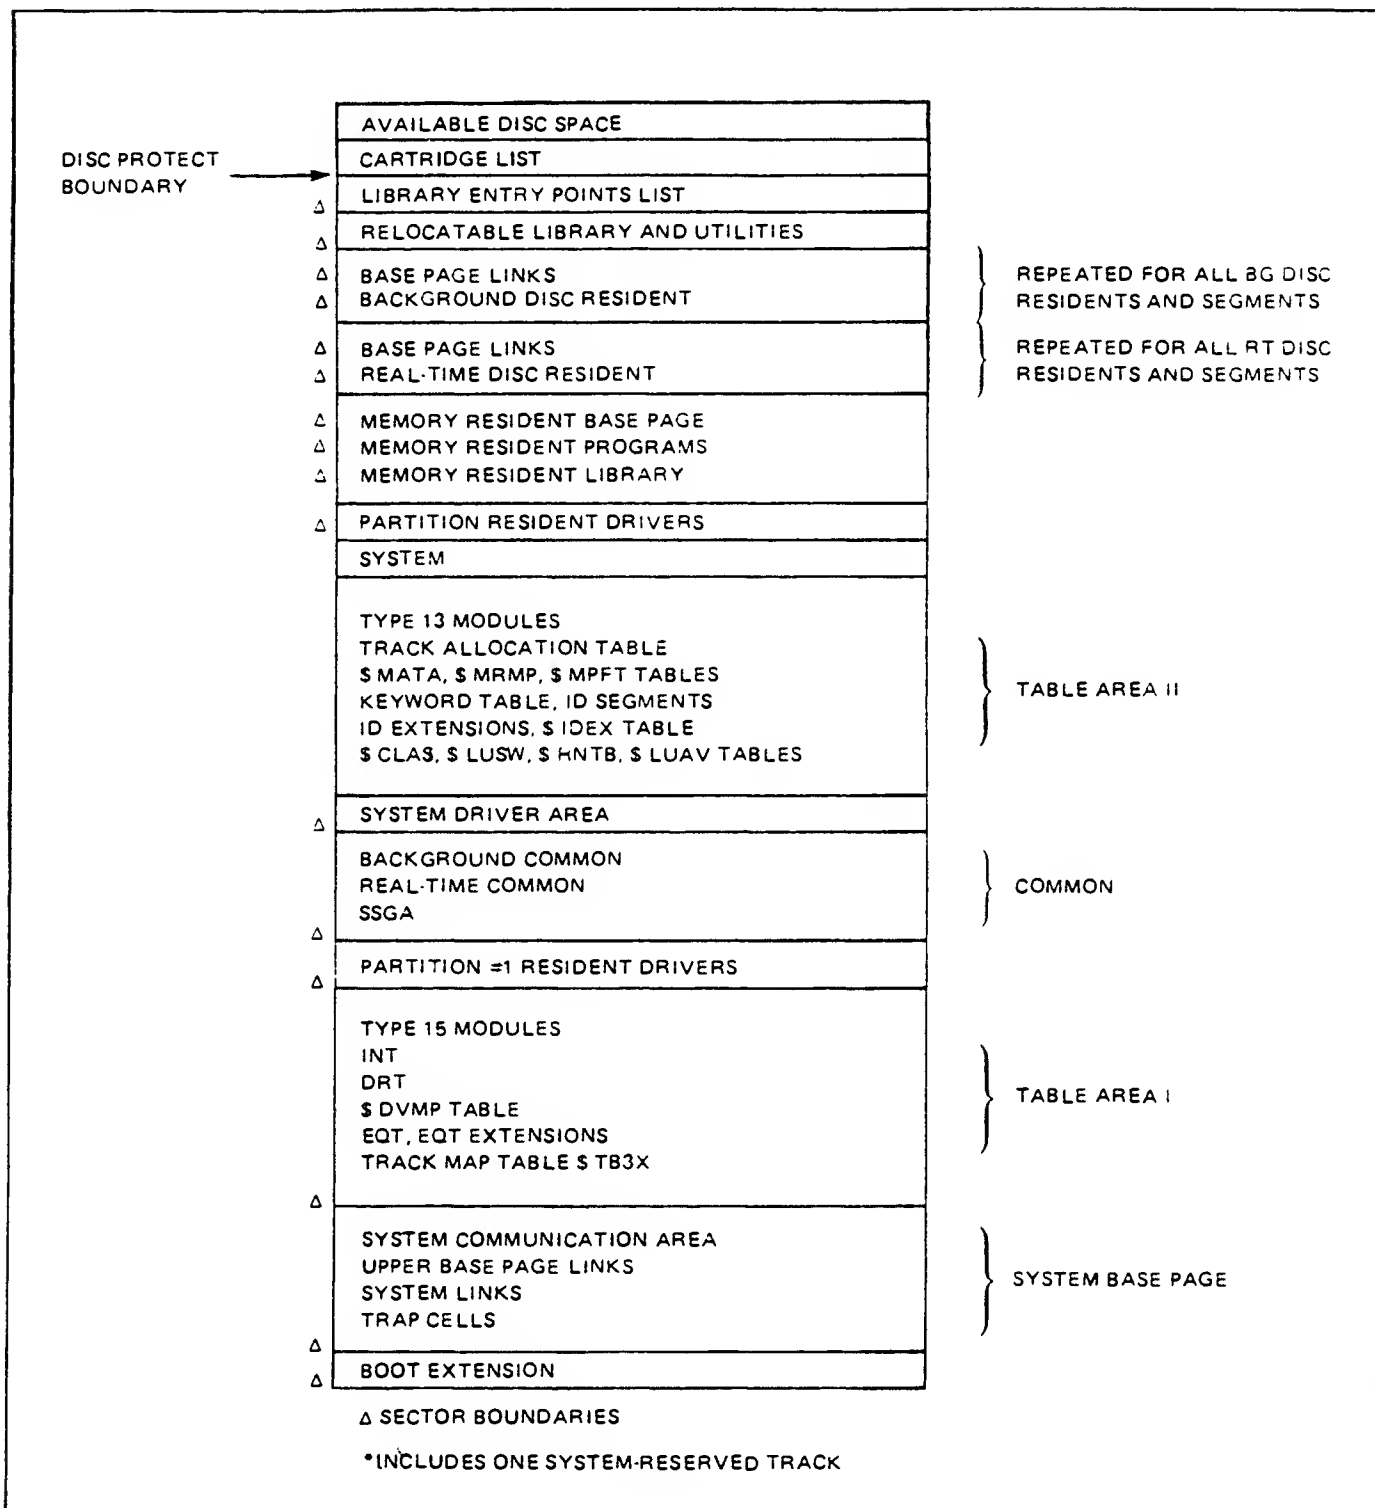 AVAILABLE DISC SPACE
DISC PROTECT
BOUNDARY
CARTRIDGE LIST
Δ LIBRARY ENTRY POINTS LIST
Δ RELOCATABLE LIBRARY AND UTILITIES
Δ BASE PAGE LINKS
Δ BACKGROUND DISC RESIDENT
REPEATED FOR ALL BG DISC
RESIDENTS AND SEGMENTS
Δ BASE PAGE LINKS
Δ REAL-TIME DISC RESIDENT
REPEATED FOR ALL RT DISC
RESIDENTS AND SEGMENTS
Δ MEMORY RESIDENT BASE PAGE
Δ MEMORY RESIDENT PROGRAMS
Δ MEMORY RESIDENT LIBRARY
Δ PARTITION RESIDENT DRIVERS
SYSTEM
TYPE 13 MODULES
TRACK ALLOCATION TABLE
$ MATA, $ MRMP, $ MPFT TABLES
KEYWORD TABLE, ID SEGMENTS
ID EXTENSIONS, $ IDEX TABLE
$ CLAS, $ LUSW, $ RNTB, $ LUAV TABLES
TABLE AREA II
Δ SYSTEM DRIVER AREA
BACKGROUND COMMON
REAL-TIME COMMON
SSGA
Δ
COMMON
Δ PARTITION #1 RESIDENT DRIVERS
TYPE 15 MODULES
INT
DRT
$ DVMP TABLE
EQT, EQT EXTENSIONS
TRACK MAP TABLE $ TB3X
Δ
TABLE AREA I
SYSTEM COMMUNICATION AREA
UPPER BASE PAGE LINKS
SYSTEM LINKS
TRAP CELLS
Δ
SYSTEM BASE PAGE
Δ BOOT EXTENSION
Δ SECTOR BOUNDARIES
*INCLUDES ONE SYSTEM-RESERVED TRACK